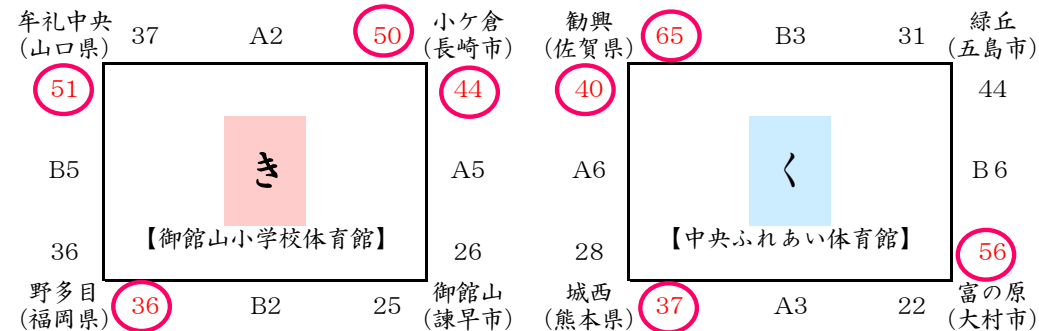 牟礼中央 37 A2 50 小ケ倉 勧興 65 B3 31 緑丘
(山口県) (長崎市) (佐賀県) (五島市)
51 44 40 44
B5 き A5 A6 く B6
【御館山小学校体育館】 【中央ふれあい体育館】
36 26 28 56
野多目 36 B2 25 御館山 城西 37 A3 22 富の原
(福岡県) (諫早市) (熊本県) (大村市)